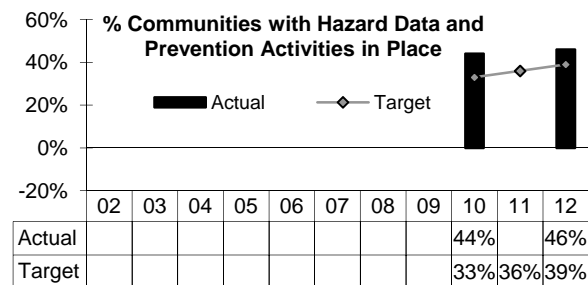 60%
% Communities with Hazard Data and
Prevention Activities in Place
40%
Actual Target
20%
0%
-20%
02 03 04 05 06 07 08 09 10 11 12
Actual 44% 46%
Target 33% 36% 39%